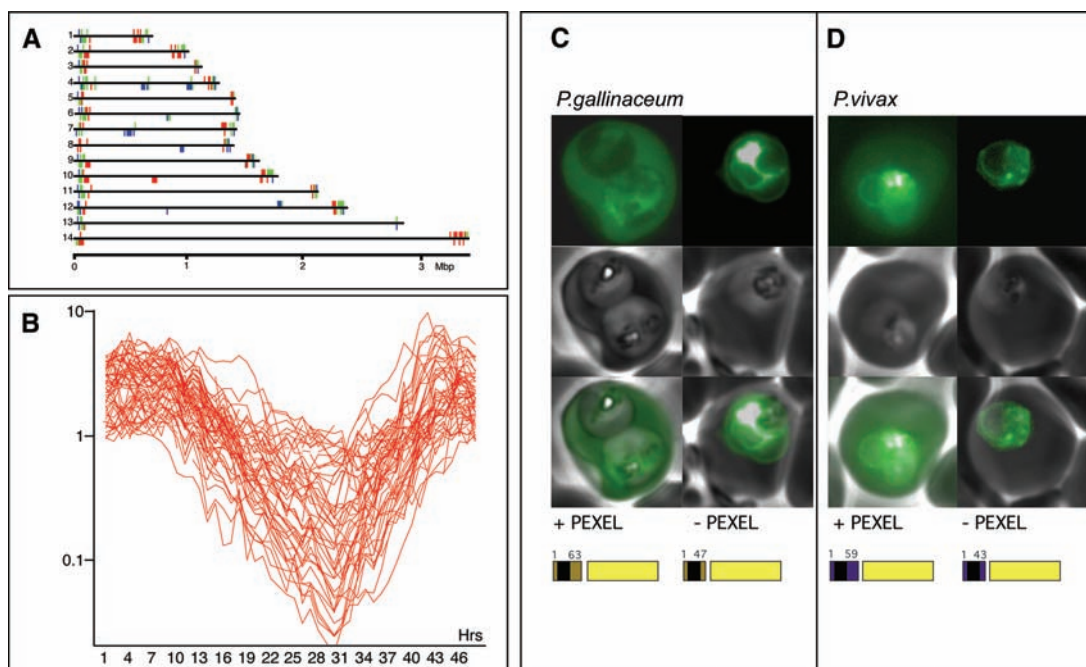 A
1
2
3
4
5
6
7
8
9
10
11
12
13
14
0 1 2 Mbp 3
B
10
1
0.1
Hrs
1 4 7 10 13 16 19 22 25 28 31 34 37 40 43 46
C
P.gallinaceum
+ PEXEL - PEXEL
1 63 1 47
D
P.vivax
+ PEXEL - PEXEL
1 59 1 43